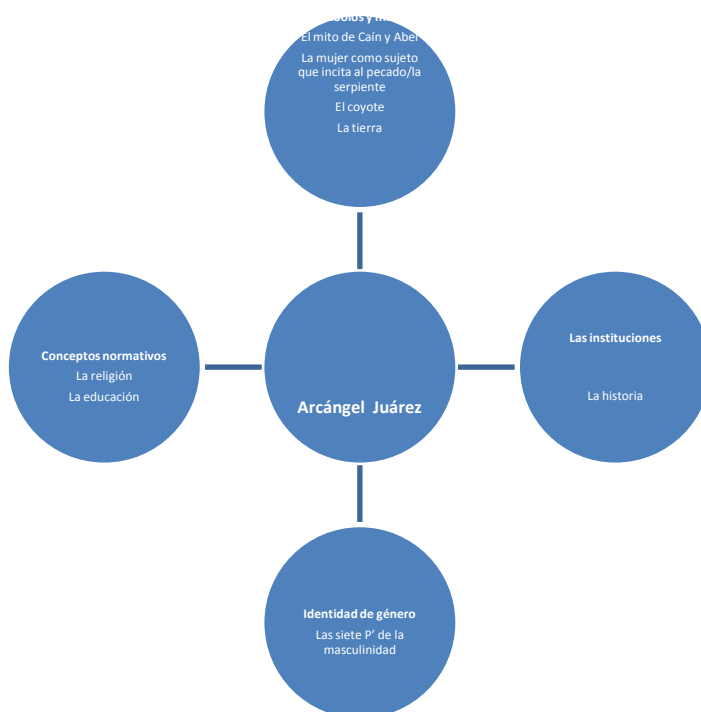 El mito de Caín y Abel
La mujer como sujeto
que incita al pecado/la
serpiente
El coyote
La tierra
Conceptos normativos
La religión
La educación
Arcángel Juárez
Las instituciones
La historia
Identidad de género
Las siete P’ de la
masculinidad